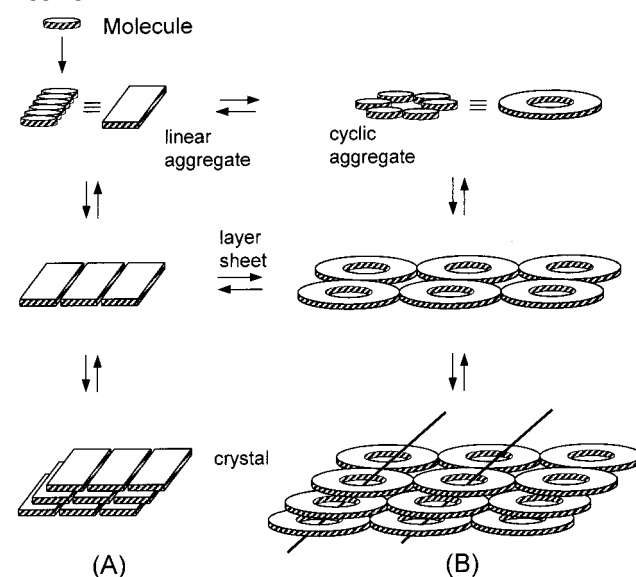 Molecule
linear
aggregate
cyclic
aggregate
layer
sheet
crystal
(A)
(B)